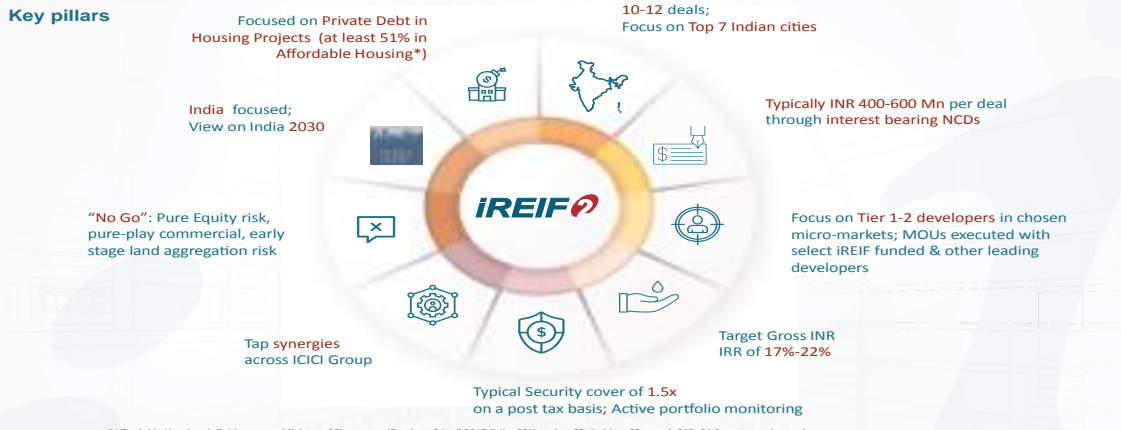 Key pillars
Focused on Private Debt in
Housing Projects (at least 51% in
Affordable Housing*)
10-12 deals;
Focus on Top 7 Indian cities
India focused;
View on India 2030
Typically INR 400-600 Mn per deal
through interest bearing NCDs
“No Go”: Pure Equity risk,
pure-play commercial, early
stage land aggregation risk
iREIF2
Focus on Tier 1-2 developers in chosen
micro-markets; MOUs executed with
select iREIF funded & other leading
developers
Tap synergies
across ICICI Group
Target Gross INR
IRR of 17%-22%
Typical Security cover of 1.5x
on a post tax basis; Active portfolio monitoring